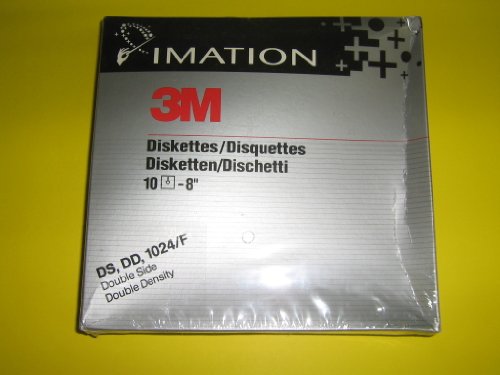 IMATION
3M
Diskettes/Disquettes
Disketten/Dischetti
10 - 8"
DS, DD, 1024/F
Double Side
Double Density